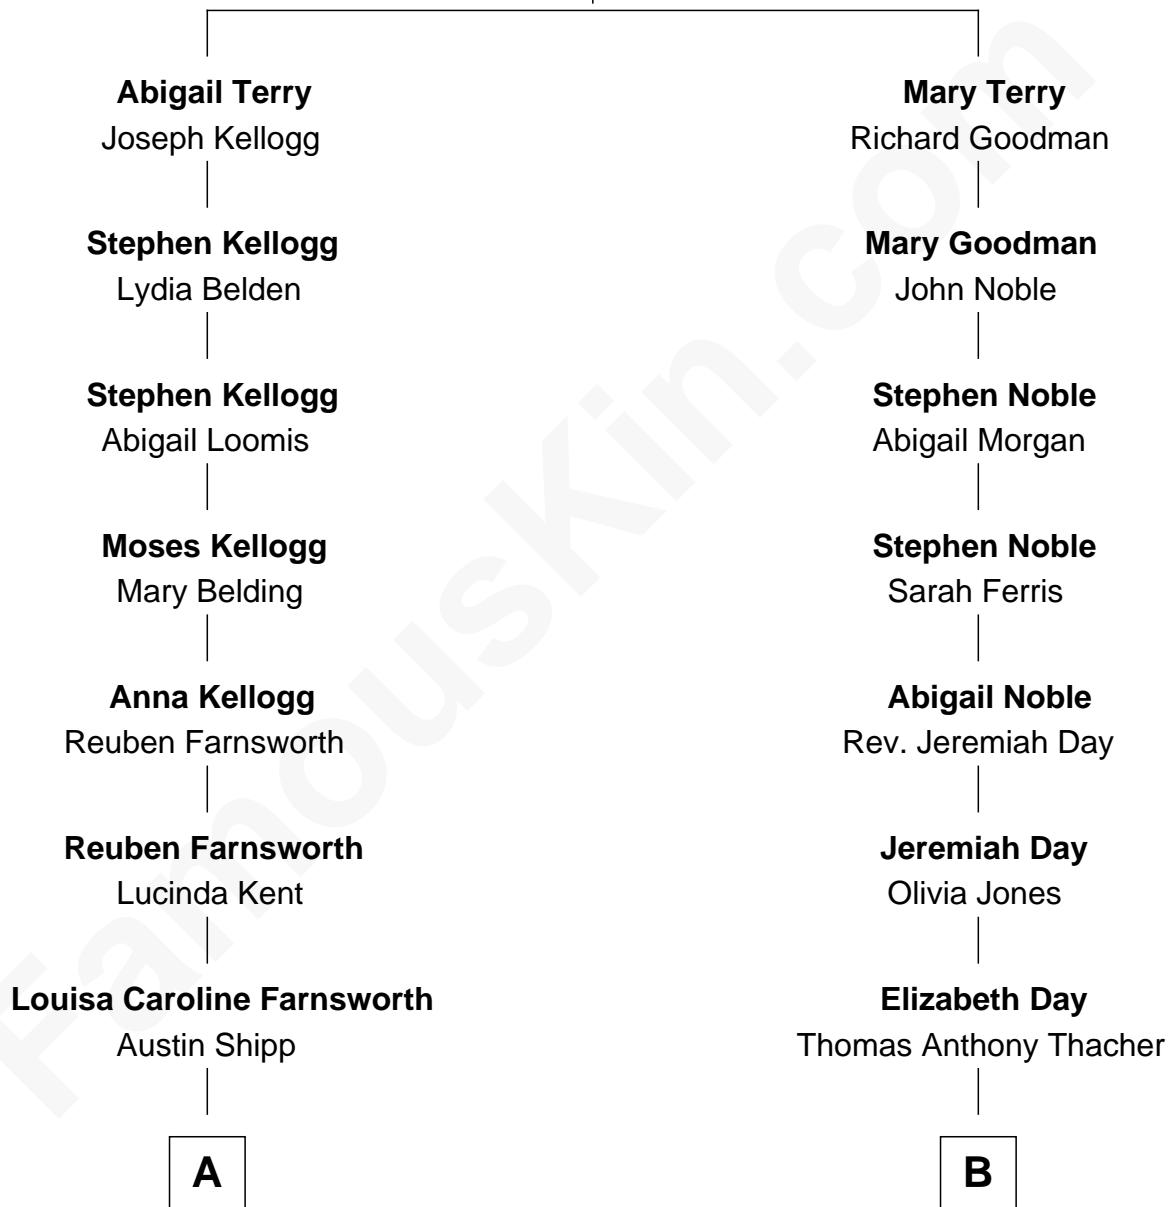 Abigail Terry
Joseph Kellogg
Stephen Kellogg
Lydia Belden
Stephen Kellogg
Abigail Loomis
Moses Kellogg
Mary Belding
Anna Kellogg
Reuben Farnsworth
Reuben Farnsworth
Lucinda Kent
Louisa Caroline Farnsworth
Austin Shipp
A
Mary Terry
Richard Goodman
Mary Goodman
John Noble
Stephen Noble
Abigail Morgan
Stephen Noble
Sarah Ferris
Abigail Noble
Rev. Jeremiah Day
Jeremiah Day
Olivia Jones
Elizabeth Day
Thomas Anthony Thacher
B
FamousKin.com